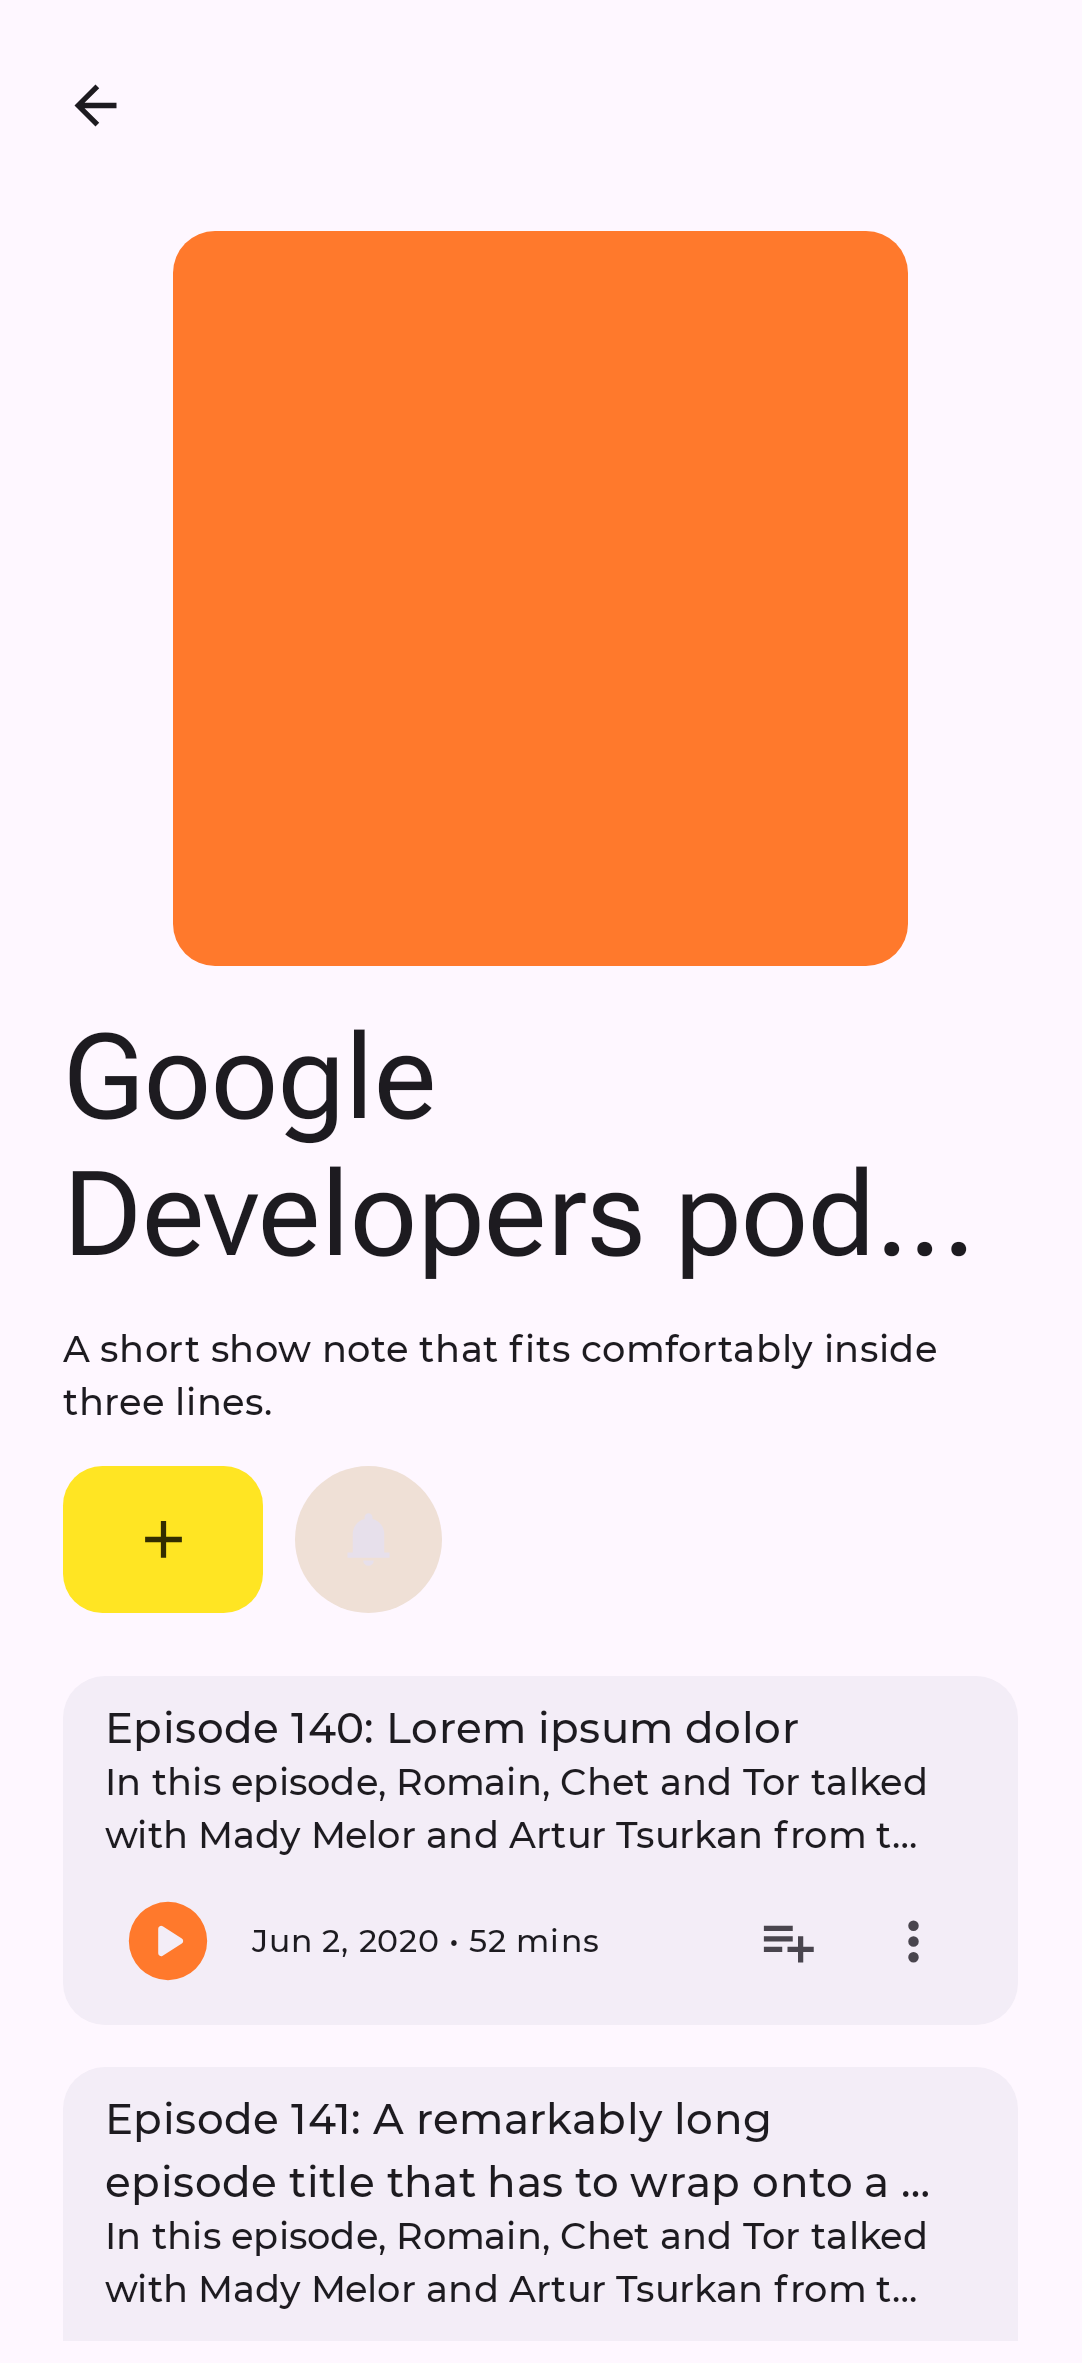 Google
Developers pod...
A short show note that fits comfortably inside
three lines.
Episode 140: Lorem ipsum dolor
In this episode, Romain, Chet and Tor talked
with Mady Melor and Artur Tsurkan from t...
Jun 2, 2020 • 52 mins
Episode 141: A remarkably long
episode title that has to wrap onto a ...
In this episode, Romain, Chet and Tor talked
with Mady Melor and Artur Tsurkan from t...